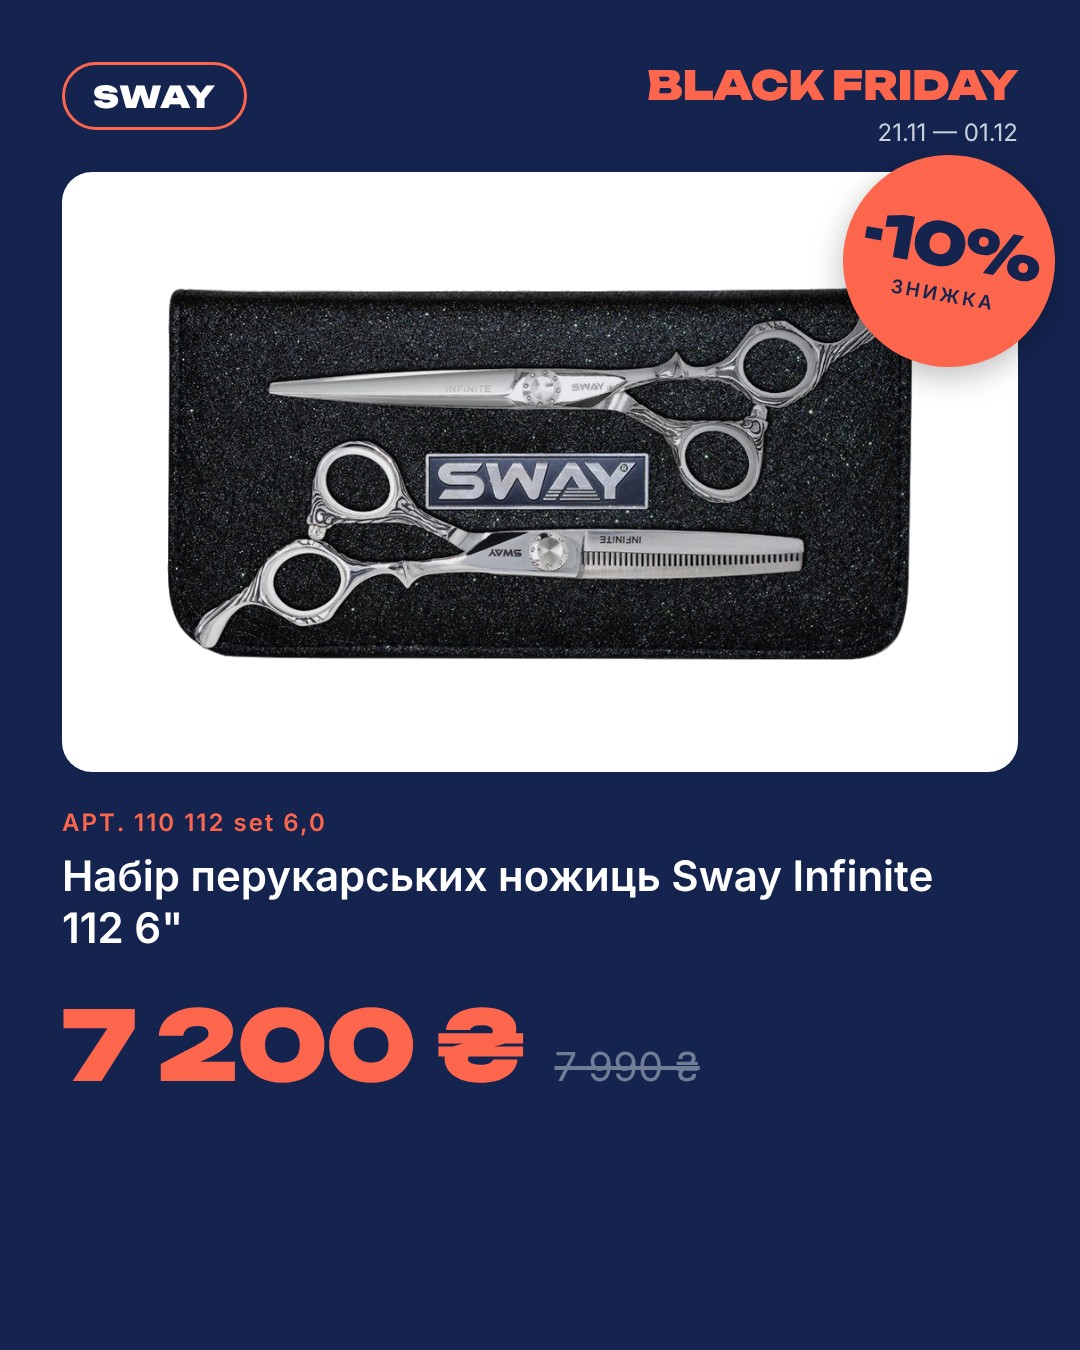 SWAY
BLACK FRIDAY
21.11 — 01.12
-10%
ЗНИЖКА
INFINITE
SWAY
SWAY®
SWAY
INFINITE
АРТ. 110 112 set 6,0
Набір перукарських ножиць Sway Infinite
112 6"
7 200 ₴
7 990 ₴